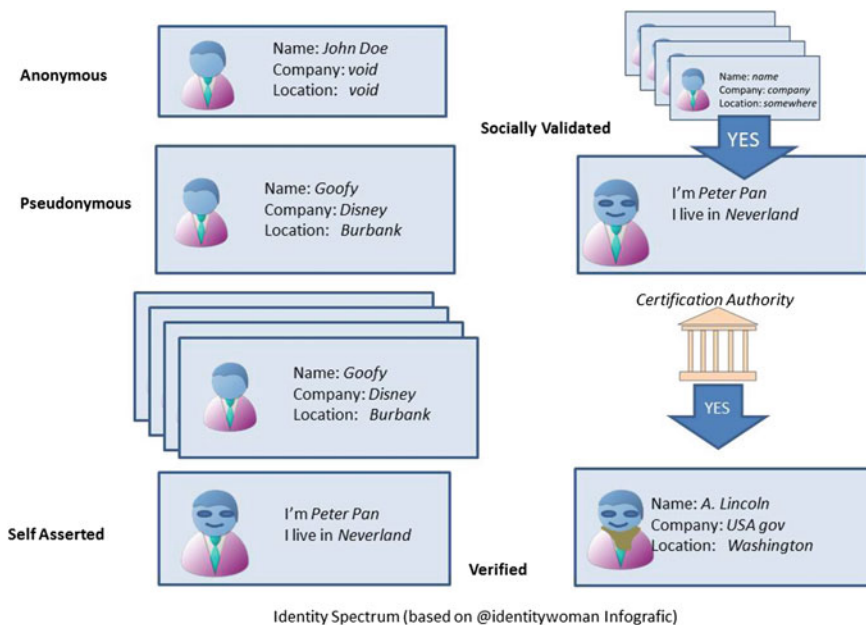 Anonymous
Name: John Doe
Company: void
Location: void
Pseudonymous
Name: Goofy
Company: Disney
Location: Burbank
Name: Goofy
Company: Disney
Location: Burbank
Self Asserted
I'm Peter Pan
I live in Neverland
Socially Validated
Name: name
Company: company
Location: somewhere
YES
I'm Peter Pan
I live in Neverland
Certification Authority
YES
Verified
Name: A. Lincoln
Company: USA gov
Location: Washington
Identity Spectrum (based on @identitywoman Infografic)